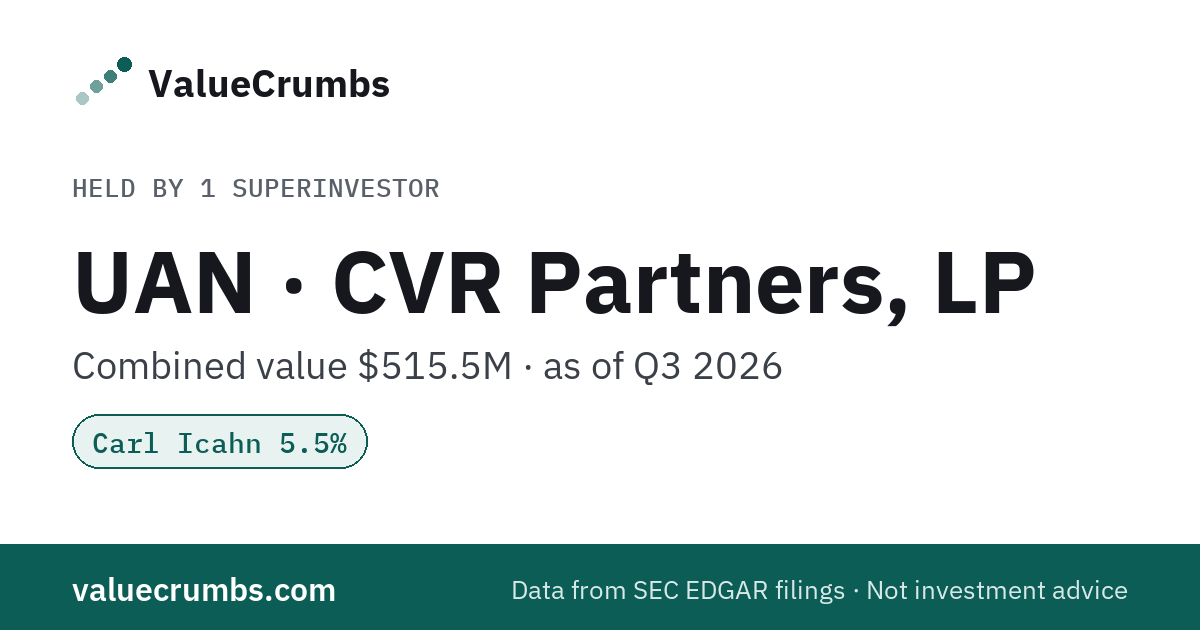 ValueCrumbs
HELD BY 1 SUPERINVESTOR
UAN · CVR Partners, LP
Combined value $515.5M · as of Q3 2026
Carl Icahn 5.5%
valuecrumbs.com
Data from SEC EDGAR filings · Not investment advice